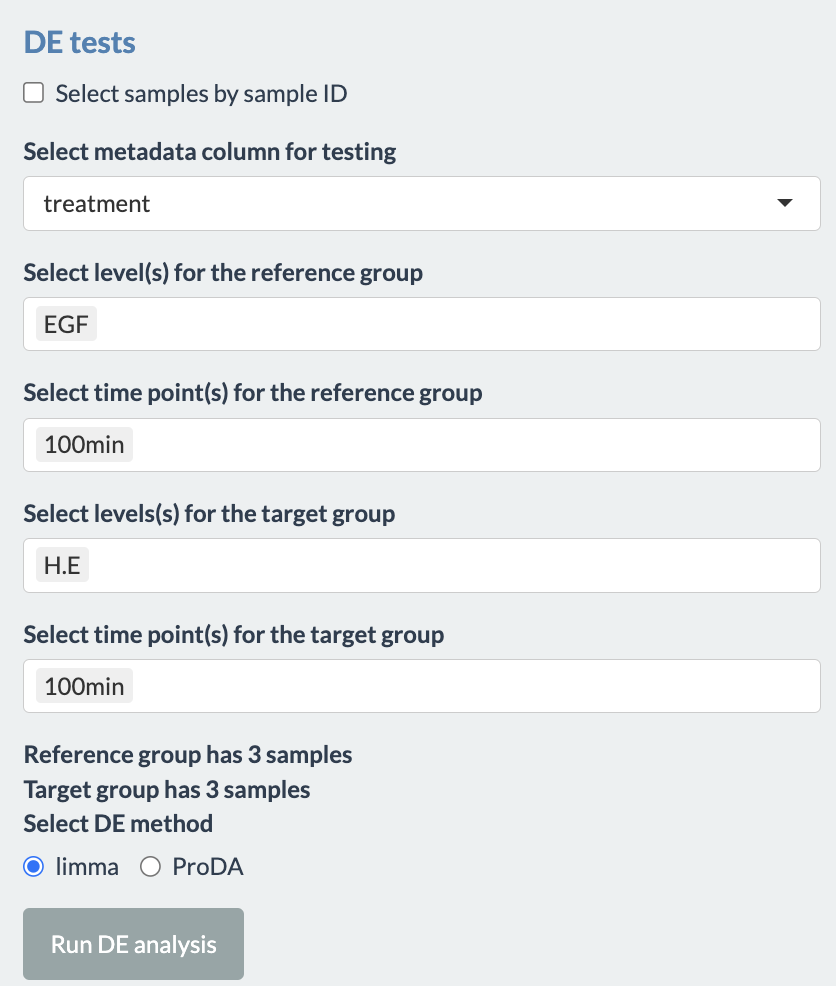 DE tests
Select samples by sample ID
Select metadata column for testing
treatment
Select level(s) for the reference group
EGF
Select time point(s) for the reference group
100min
Select levels(s) for the target group
H.E
Select time point(s) for the target group
100min
Reference group has 3 samples
Target group has 3 samples
Select DE method
limma ProDA
Run DE analysis